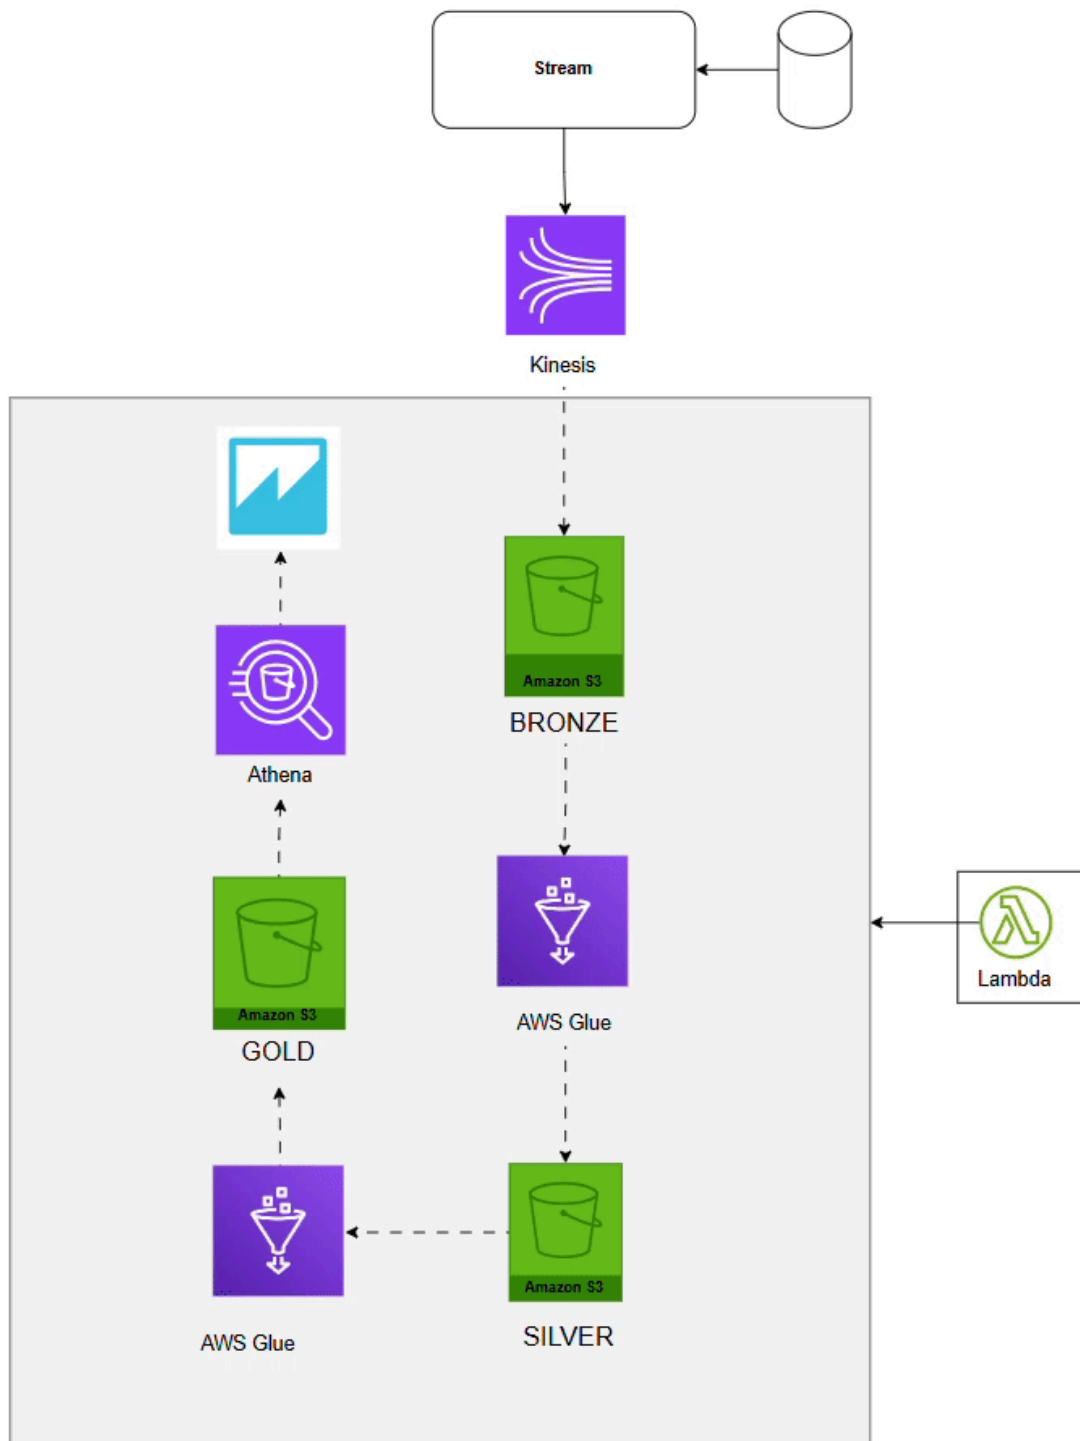 Stream
Kinesis
Amazon S3
BRONZE
Athena
AWS Glue
Amazon S3
GOLD
Lambda
Amazon S3
SILVER
AWS Glue